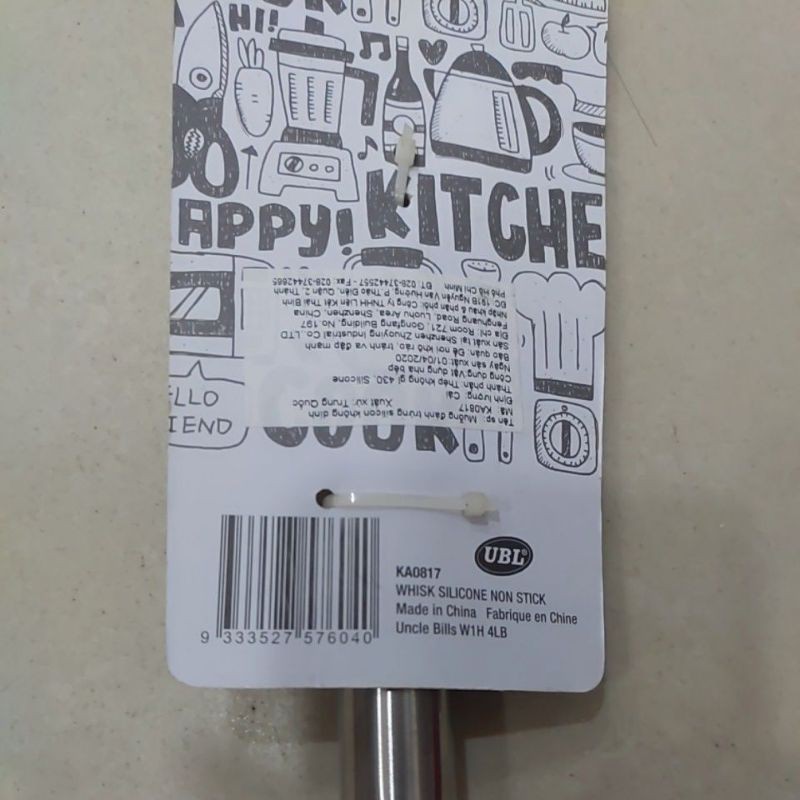 HI!
APPY!
KITCHE
LLO
IEND
COOK
Tên sp: Muỗng đánh trứng silicon không dính
Mã: KA0817 Xuất xứ: Trung Quốc
Định lượng: Cái
Thành phần: Thép không gỉ 430, Silicone
Công dụng: Vật dụng nhà bếp
Ngày sản xuất: 01/04/2020
Bảo quản: Để nơi khô ráo, tránh va đập mạnh
Sản xuất tại: Shenzhen Zhuoying Industrial Co., LTD
Địa chỉ: Room 721, Gongfang Building, No.197
Fenghuang Road, Luohu Area, Shenzhen, China
Nhập khẩu & phân phối: Công ty TNHH Liên Kết Thái Bình
ĐC: 191B Nguyễn Văn Hưởng, P.Thảo Điền, Quận 2, Thành
Phố Hồ Chí Minh ĐT: 028-37442557 - Fax: 028-37442665
UBL
KA0817
WHISK SILICONE NON STICK
Made in China Fabrique en Chine
Uncle Bills W1H 4LB
9 333527 576040